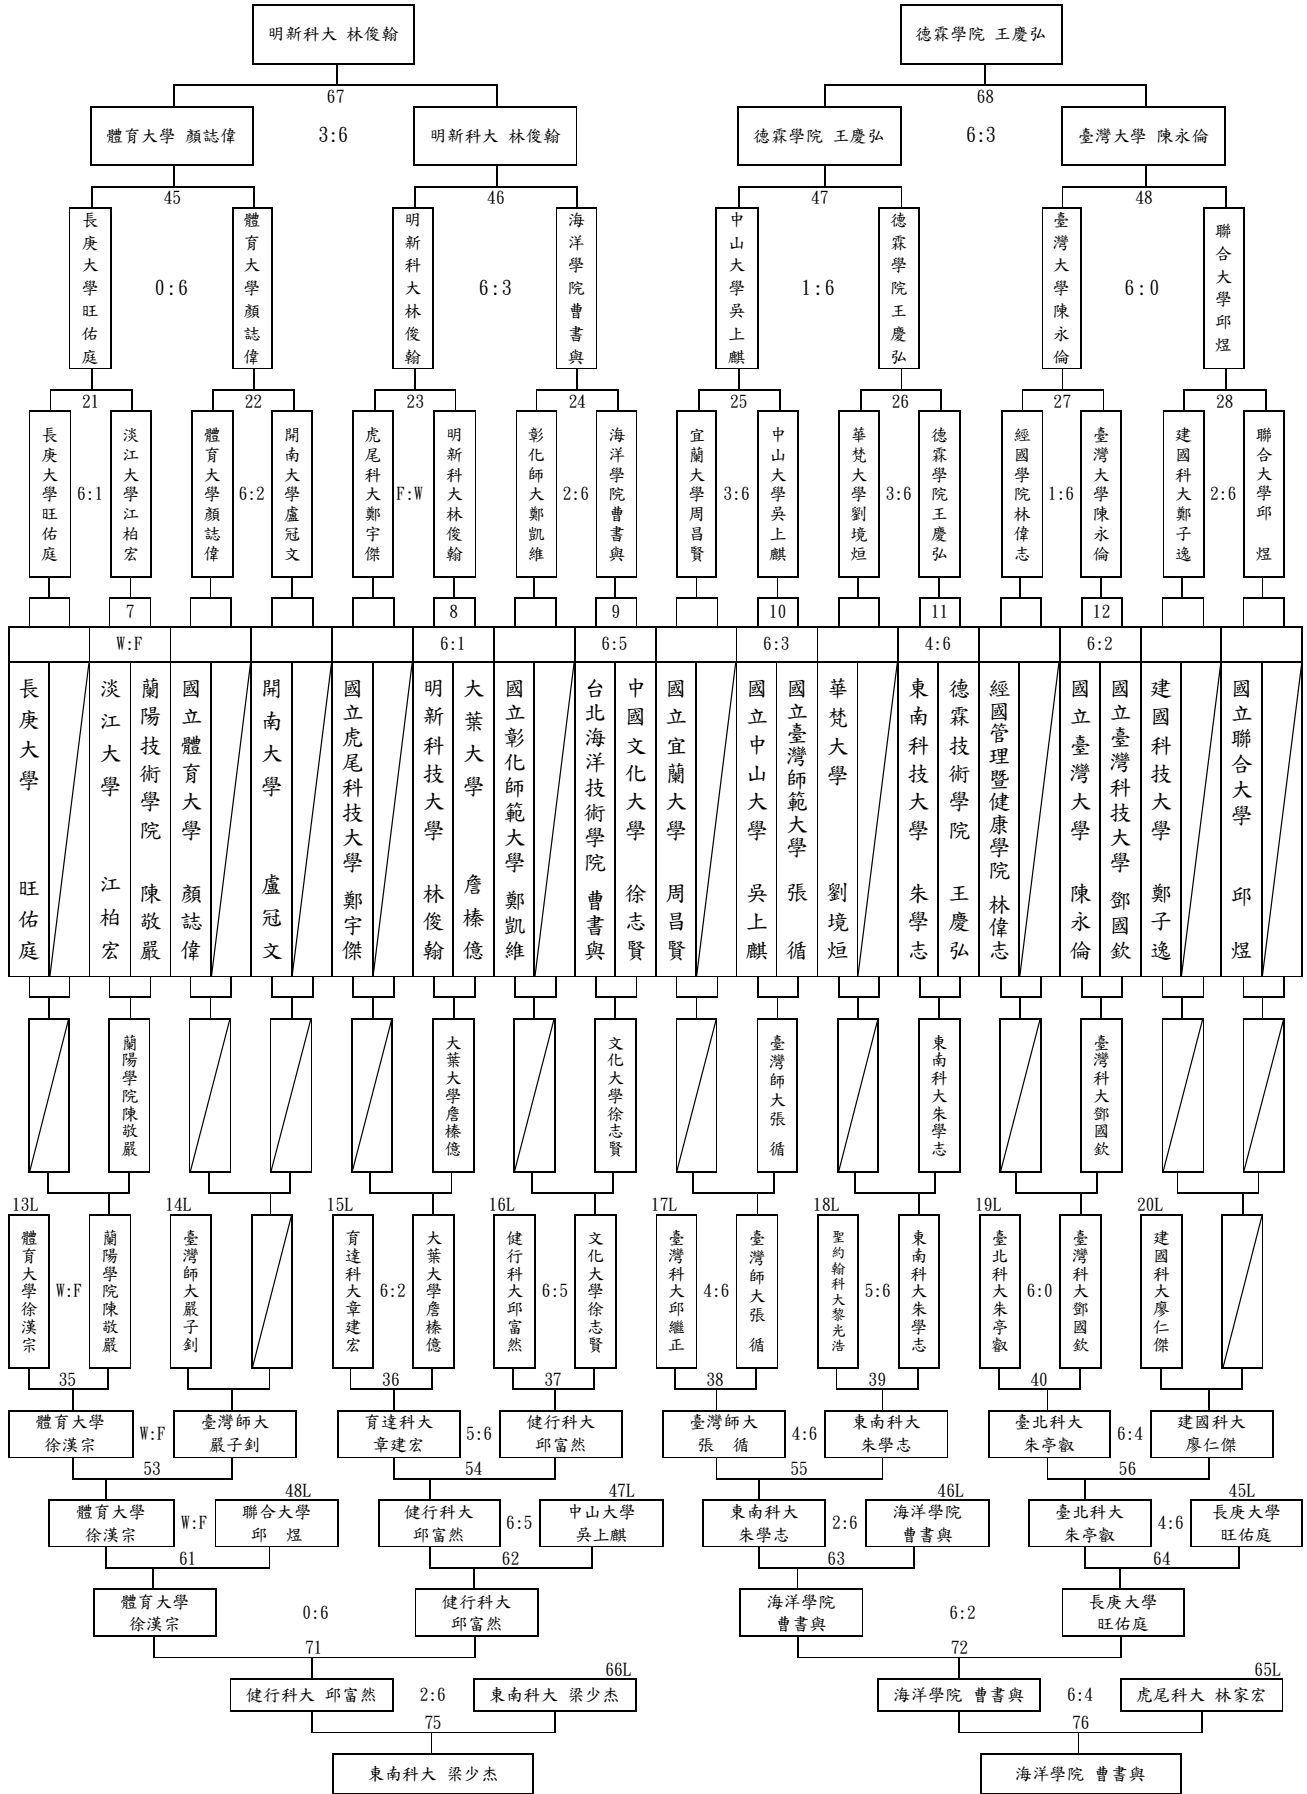 明新科大 林俊翰
德霖學院 王慶弘
67
68
體育大學 顏誌偉
3:6
明新科大 林俊翰
德霖學院 王慶弘
6:3
臺灣大學 陳永倫
45
46
47
48
長庚大學旺佑庭
0:6
體育大學顏誌偉
明新科大林俊翰
6:3
海洋學院曹書與
中山大學吳上麒
1:6
德霖學院王慶弘
臺灣大學陳永倫
6:0
聯合大學邱煜
21
22
23
24
25
26
27
28
長庚大學旺佑庭
6:1
淡江大學江柏宏
體育大學顏誌偉
6:2
開南大學盧冠文
虎尾科大鄭宇傑
F:W
明新科大林俊翰
彰化師大鄭凱維
2:6
海洋學院曹書與
宜蘭大學周昌賢
3:6
中山大學吳上麒
華梵大學劉境烜
3:6
德霖學院王慶弘
經國學院林偉志
1:6
臺灣大學陳永倫
建國科大鄭子逸
2:6
聯合大學邱 煜
7
8
9
10
11
12
W:F
6:1
6:5
6:3
4:6
6:2
長庚大學 旺佑庭
淡江大學 江柏宏
蘭陽技術學院 陳敬嚴
國立體育大學 顏誌偉
開南大學 盧冠文
國立虎尾科技大學 鄭宇傑
明新科技大學 林俊翰
大葉大學 詹榛億
國立彰化師範大學 鄭凱維
台北海洋技術學院 曹書與
中國文化大學 徐志賢
國立宜蘭大學 周昌賢
國立中山大學 吳上麒
國立臺灣師範大學 張 循
華梵大學 劉境烜
東南科技大學 朱學志
德霖技術學院 王慶弘
經國管理暨健康學院 林偉志
國立臺灣大學 陳永倫
國立臺灣科技大學 鄧國欽
建國科技大學 鄭子逸
國立聯合大學 邱 煜
蘭陽學院陳敬嚴
大葉大學詹榛億
文化大學徐志賢
臺灣師大張 循
東南科大朱學志
臺灣科大鄧國欽
13L
14L
15L
16L
17L
18L
19L
20L
體育大學徐漢宗
W:F
蘭陽學院陳敬嚴
臺灣師大嚴子釗
育達科大章建宏
6:2
大葉大學詹榛億
健行科大邱富然
6:5
文化大學徐志賢
臺灣科大邱繼正
4:6
臺灣師大張 循
聖約翰科大黎光浩
5:6
東南科大朱學志
臺北科大朱亭叡
6:0
臺灣科大鄧國欽
建國科大廖仁傑
35
36
37
38
39
40
體育大學
徐漢宗
W:F
臺灣師大
嚴子釗
育達科大
章建宏
5:6
健行科大
邱富然
臺灣師大
張 循
4:6
東南科大
朱學志
臺北科大
朱亭叡
6:4
建國科大
廖仁傑
53
54
55
56
48L
47L
46L
45L
體育大學
徐漢宗
W:F
聯合大學
邱 煜
健行科大
邱富然
6:5
中山大學
吳上麒
東南科大
朱學志
2:6
海洋學院
曹書與
臺北科大
朱亭叡
4:6
長庚大學
旺佑庭
61
62
63
64
體育大學
徐漢宗
0:6
健行科大
邱富然
海洋學院
曹書與
6:2
長庚大學
旺佑庭
71
72
66L
65L
健行科大 邱富然
2:6
東南科大 梁少杰
海洋學院 曹書與
6:4
虎尾科大 林家宏
75
76
東南科大 梁少杰
海洋學院 曹書與